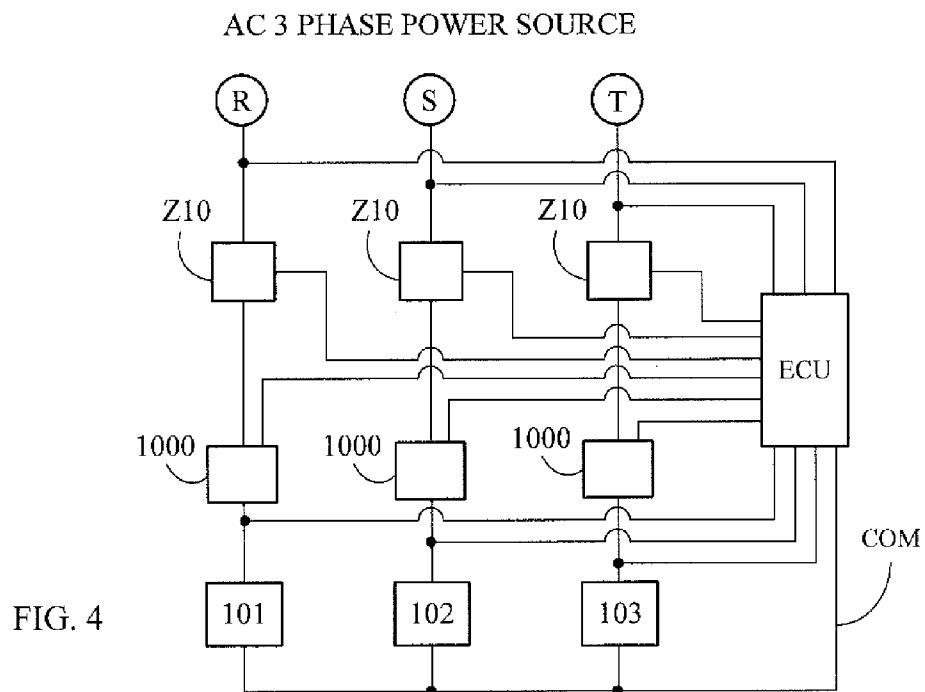 AC 3 PHASE POWER SOURCE
R S T
Z10 Z10 Z10
ECU
1000 1000 1000
COM
101 102 103
FIG. 4